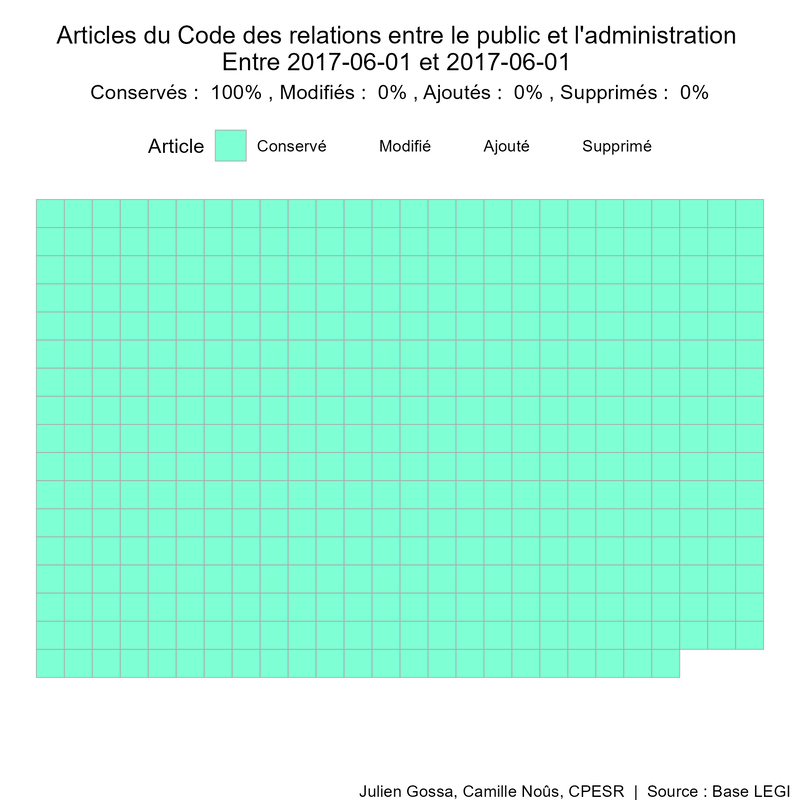 Articles du Code des relations entre le public et l'administration
Entre 2017-06-01 et 2017-06-01
Conservés :  100% , Modifiés :  0% , Ajoutés :  0% , Supprimés :  0%
Article Conservé Modifié Ajouté Supprimé
Julien Gossa, Camille Noûs, CPESR | Source : Base LEGI